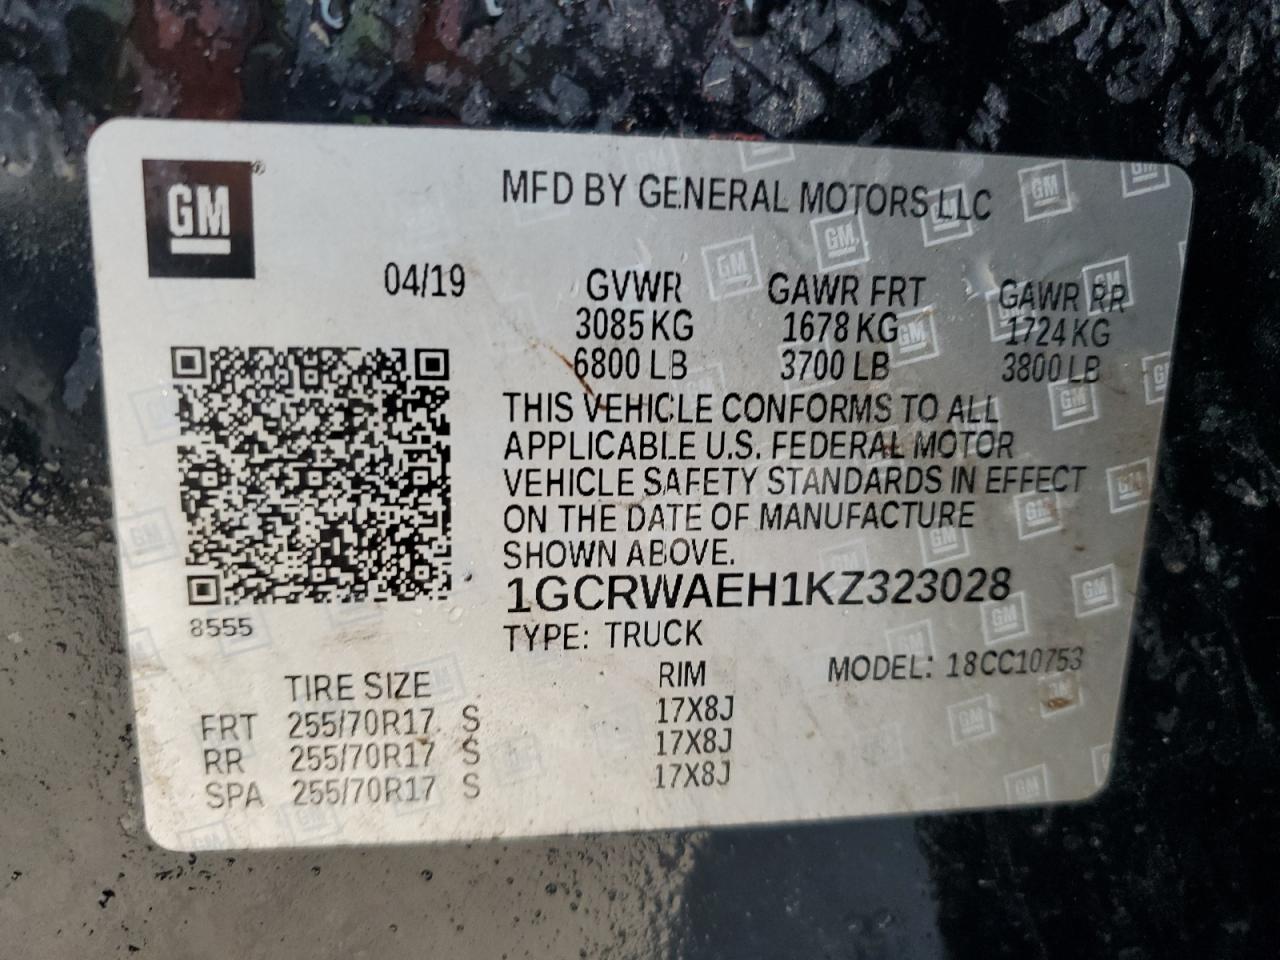 GM®
MFD BY GENERAL MOTORS LLC
04/19 GVWR GAWR FRT GAWR RR
3085 KG 1678 KG 1724 KG
6800 LB 3700 LB 3800 LB
THIS VEHICLE CONFORMS TO ALL
APPLICABLE U.S. FEDERAL MOTOR
VEHICLE SAFETY STANDARDS IN EFFECT
ON THE DATE OF MANUFACTURE
SHOWN ABOVE.
1GCRWAEH1KZ323028
8555
TYPE: TRUCK
MODEL: 18CC10753
TIRE SIZE RIM
FRT 255/70R17 S 17X8J
RR 255/70R17 S 17X8J
SPA 255/70R17 S 17X8J